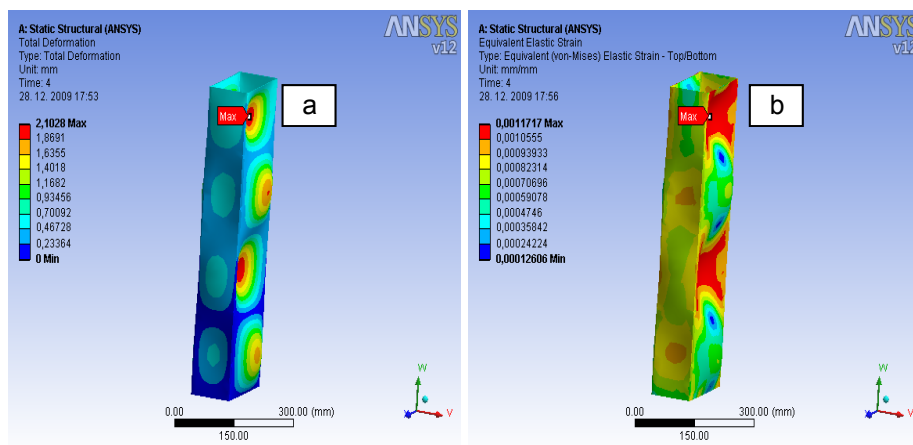 A: Static Structural (ANSYS)
Total Deformation
Type: Total Deformation
Unit: mm
Time: 4
28. 12. 2009 17:53
2,1028 Max
1,8691
1,6355
1,4018
1,1682
0,93456
0,70092
0,46728
0,23364
0 Min
ANSYS
v12
a
Max
0.00
300.00 (mm)
150.00
A: Static Structural (ANSYS)
Equivalent Elastic Strain
Type: Equivalent (von-Mises) Elastic Strain - Top/Bottom
Unit: mm/mm
Time: 4
28. 12. 2009 17:56
0,0011717 Max
0,0010555
0,00093933
0,00082314
0,00070696
0,00059078
0,0004746
0,00035842
0,00024224
0,00012606 Min
ANSYS
v12
b
Max
0.00
300.00 (mm)
150.00